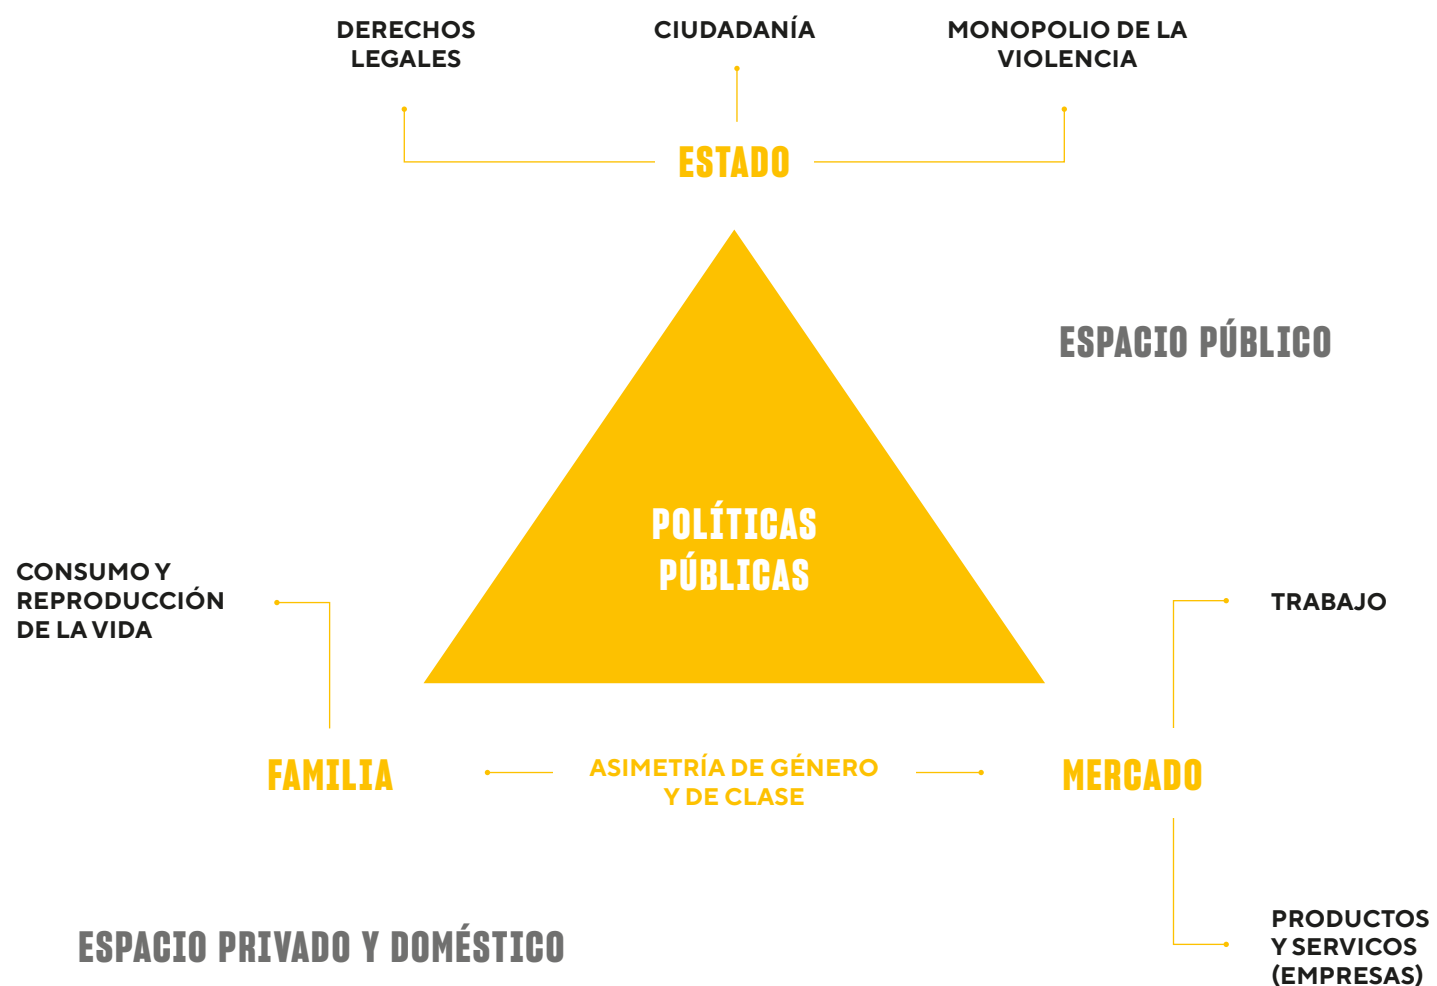 DERECHOS
LEGALES
CIUDADANÍA
MONOPOLIO DE LA
VIOLENCIA
ESTADO
ESPACIO PÚBLICO
POLÍTICAS
PÚBLICAS
CONSUMO Y
REPRODUCCIÓN
DE LA VIDA
TRABAJO
FAMILIA
ASIMETRÍA DE GÉNERO
Y DE CLASE
MERCADO
ESPACIO PRIVADO Y DOMÉSTICO
PRODUCTOS
Y SERVICOS
(EMPRESAS)